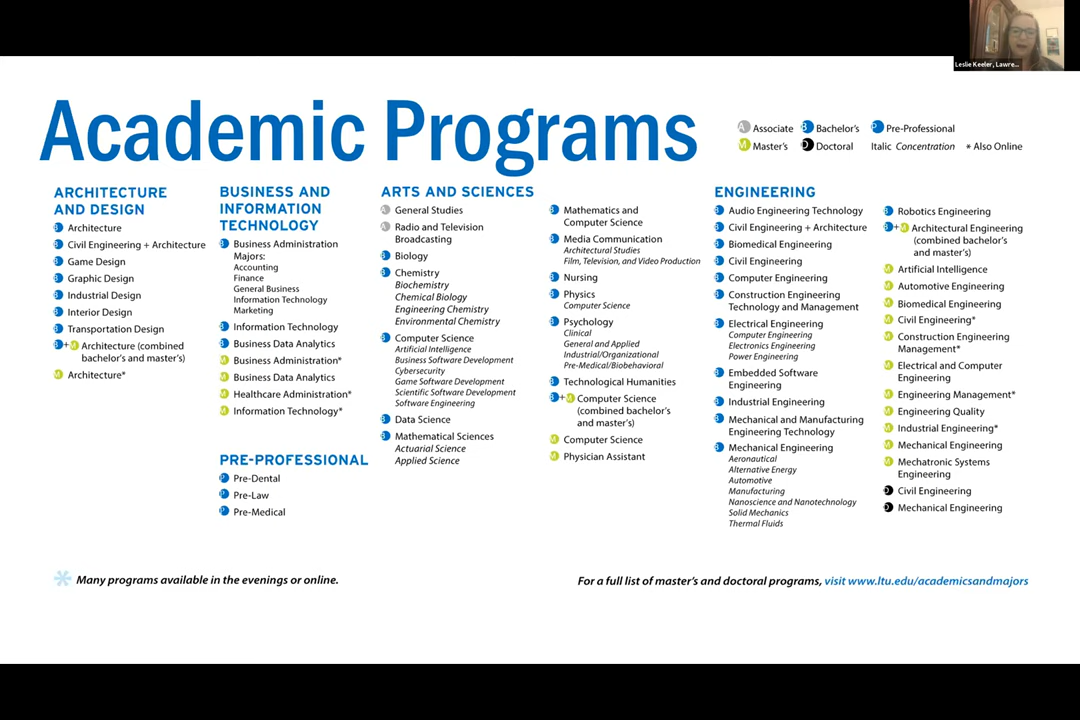 Leslie Keeler, Lawre...
Academic Programs
A Associate B Bachelor's P Pre-Professional
M Master's D Doctoral Italic Concentration * Also Online
ARCHITECTURE
AND DESIGN
B Architecture
B Civil Engineering + Architecture
B Game Design
B Graphic Design
B Industrial Design
B Interior Design
B Transportation Design
B+M Architecture (combined
bachelor's and master's)
M Architecture*
BUSINESS AND
INFORMATION
TECHNOLOGY
B Business Administration
Majors:
Accounting
Finance
General Business
Information Technology
Marketing
B Information Technology
B Business Data Analytics
M Business Administration*
M Business Data Analytics
M Healthcare Administration*
M Information Technology*
PRE-PROFESSIONAL
P Pre-Dental
P Pre-Law
P Pre-Medical
ARTS AND SCIENCES
A General Studies
A Radio and Television
Broadcasting
B Biology
B Chemistry
Biochemistry
Chemical Biology
Engineering Chemistry
Environmental Chemistry
B Computer Science
Artificial Intelligence
Business Software Development
Cybersecurity
Game Software Development
Scientific Software Development
Software Engineering
B Data Science
B Mathematical Sciences
Actuarial Science
Applied Science
B Mathematics and
Computer Science
B Media Communication
Architectural Studies
Film, Television, and Video Production
B Nursing
B Physics
Computer Science
B Psychology
Clinical
General and Applied
Industrial/Organizational
Pre-Medical/Biobehavioral
B Technological Humanities
B+M Computer Science
(combined bachelor's
and master's)
M Computer Science
M Physician Assistant
ENGINEERING
B Audio Engineering Technology
B Civil Engineering + Architecture
B Biomedical Engineering
B Civil Engineering
B Computer Engineering
B Construction Engineering
Technology and Management
B Electrical Engineering
Computer Engineering
Electronics Engineering
Power Engineering
B Embedded Software
Engineering
B Industrial Engineering
B Mechanical and Manufacturing
Engineering Technology
B Mechanical Engineering
Aeronautical
Alternative Energy
Automotive
Manufacturing
Nanoscience and Nanotechnology
Solid Mechanics
Thermal Fluids
B Robotics Engineering
B+M Architectural Engineering
(combined bachelor's
and master's)
M Artificial Intelligence
M Automotive Engineering
M Biomedical Engineering
M Civil Engineering*
M Construction Engineering
Management*
M Electrical and Computer
Engineering
M Engineering Management*
M Engineering Quality
M Industrial Engineering*
M Mechanical Engineering
M Mechatronic Systems
Engineering
D Civil Engineering
D Mechanical Engineering
* Many programs available in the evenings or online.
For a full list of master's and doctoral programs, visit www.ltu.edu/academicsandmajors